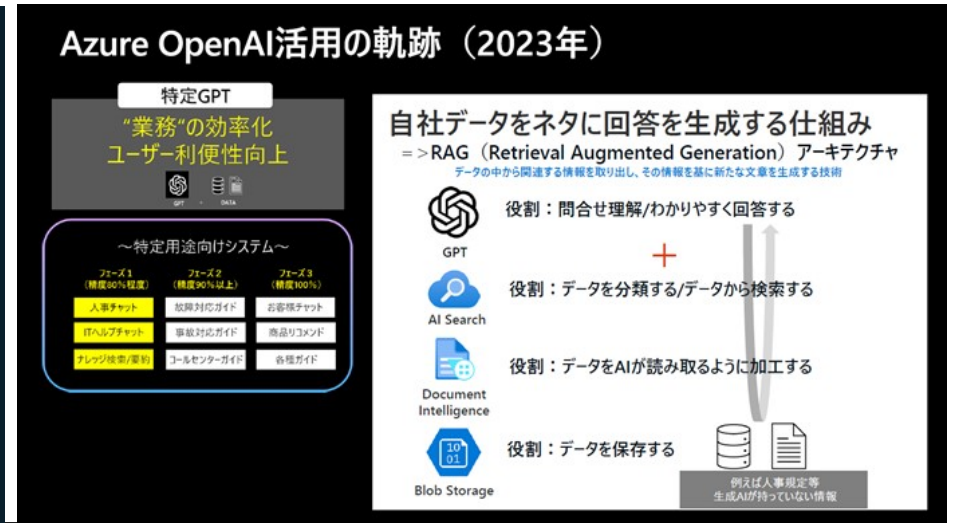 Azure OpenAI活用の軌跡（2023年）
特定GPT
“業務“の効率化
ユーザー利便性向上
GPT + DATA
～特定用途向けシステム～
フェーズ1 フェーズ2 フェーズ3
（精度80%程度） （精度90%以上） （精度100%）
人事チャット 故障対応ガイド お客様チャット
ITヘルプチャット 事故対応ガイド 商品リコメンド
ナレッジ検索/要約 コールセンターガイド 各種ガイド
自社データをネタに回答を生成する仕組み
=>RAG（Retrieval Augmented Generation）アーキテクチャ
データの中から関連する情報を取り出し、その情報を基に新たな文章を生成する技術
役割：問合せ理解/わかりやすく回答する
GPT
＋
役割：データを分類する/データから検索する
AI Search
役割：データをAIが読み取るように加工する
Document
Intelligence
10
01
役割：データを保存する
Blob Storage
例えば人事規定等
生成AIが持っていない情報